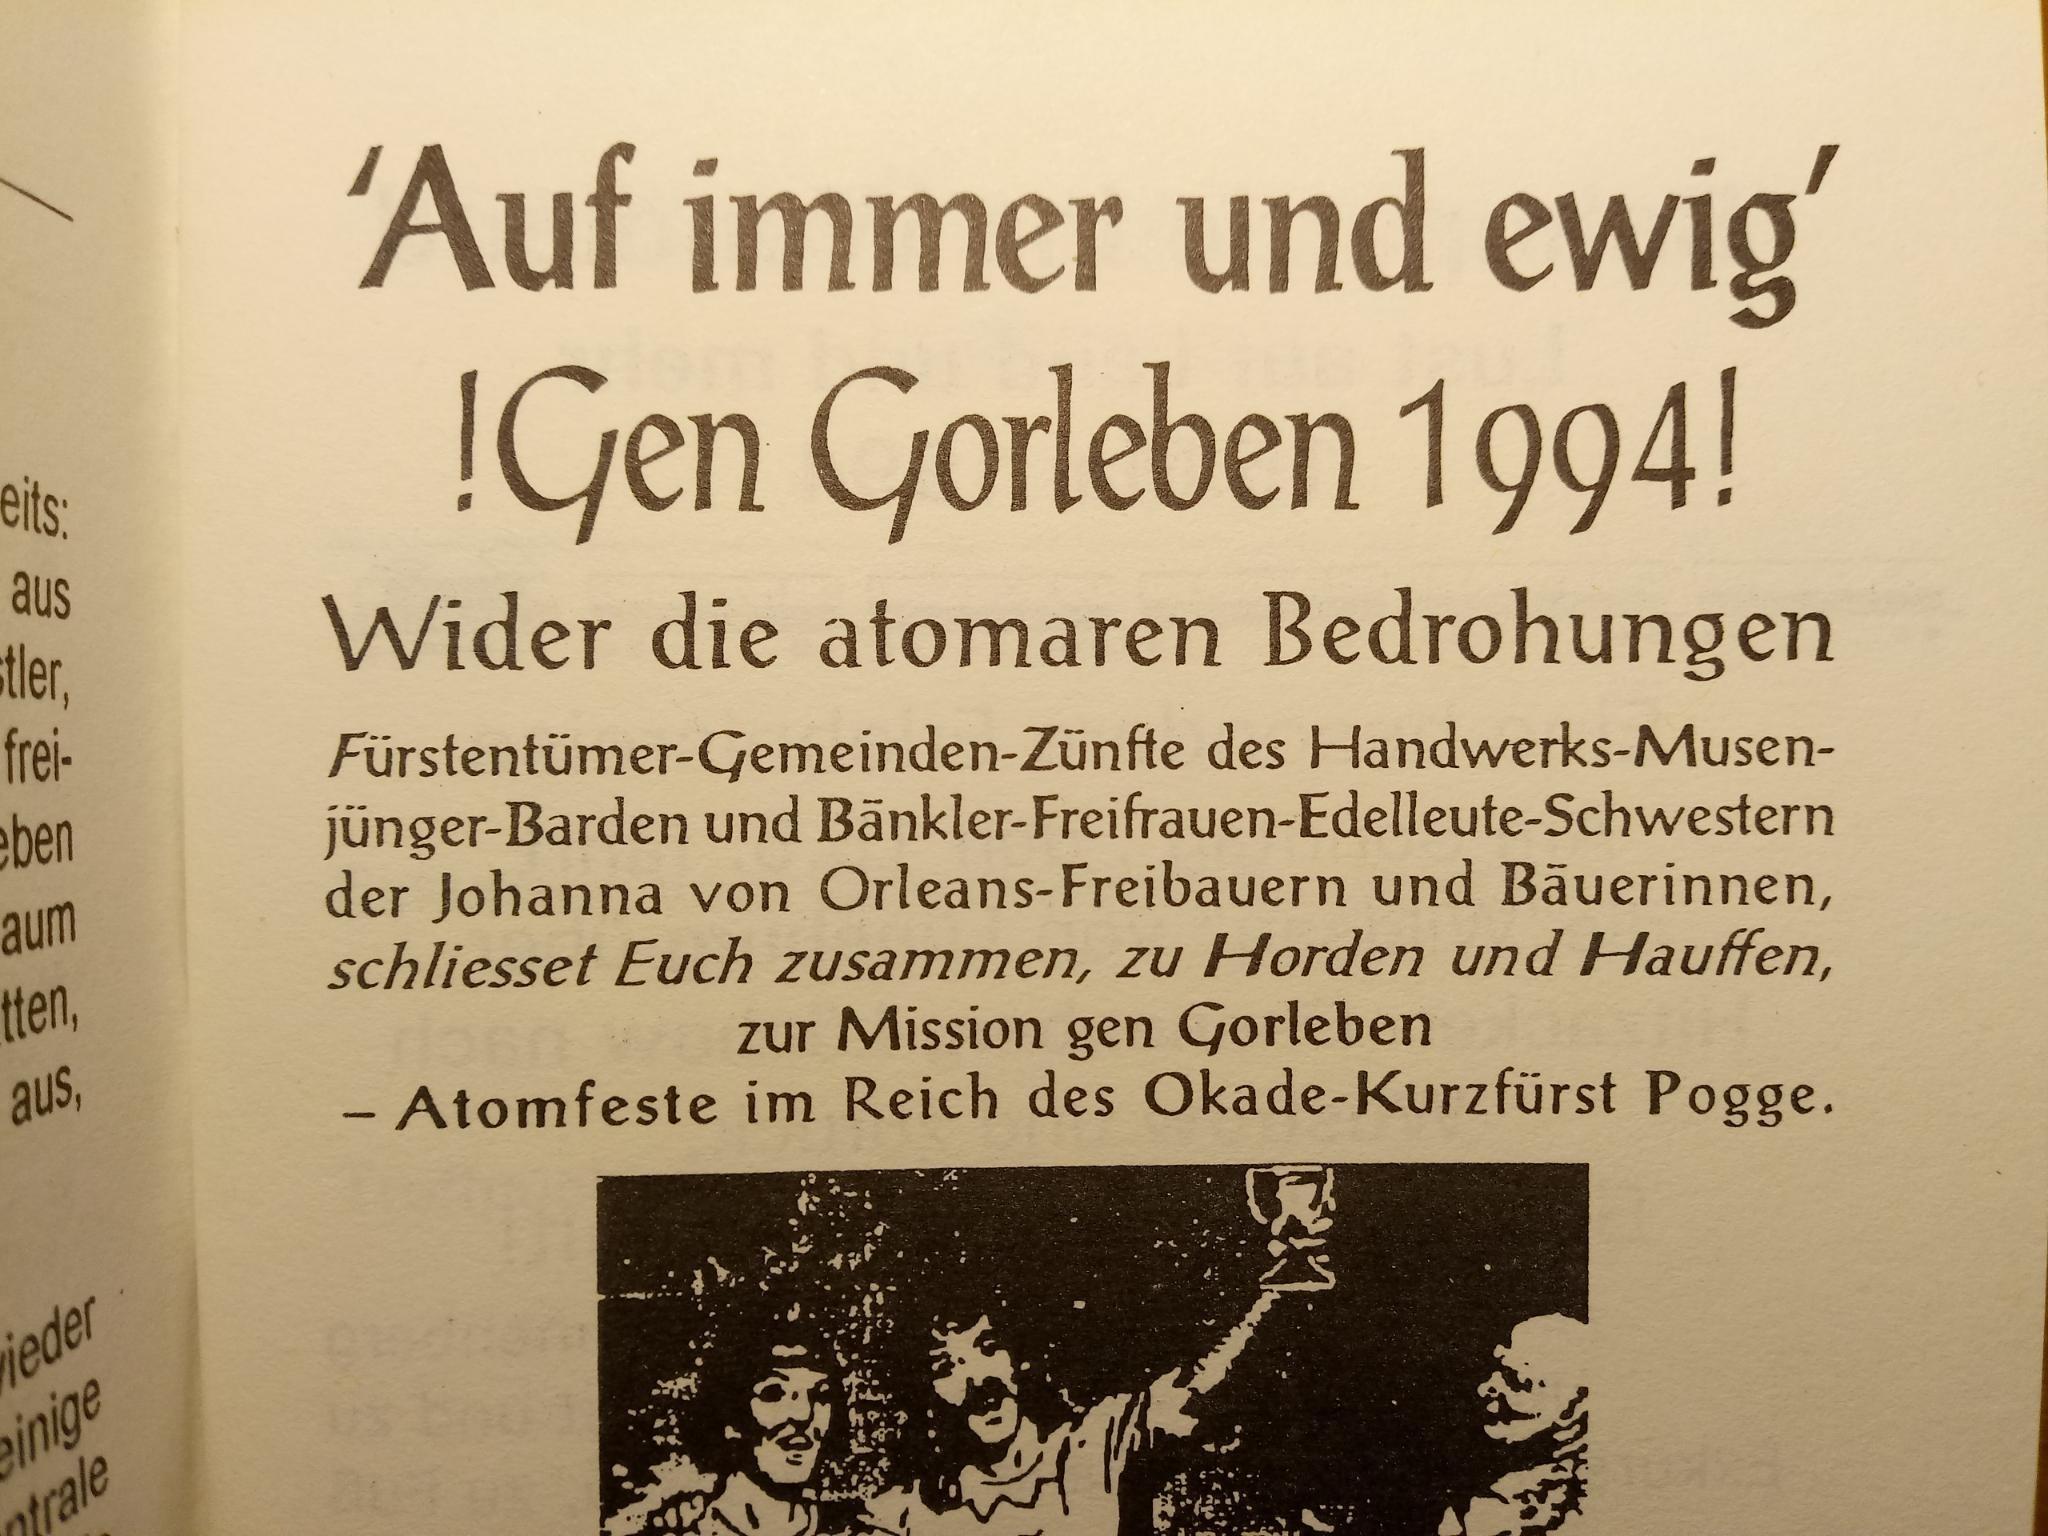 eits:
aus
tler,
frei-
eben
aum
tten,
aus,
wieder
einige
ntrale
'Auf immer und ewig'
!Gen Gorleben 1994!
Wider die atomaren Bedrohungen
Fürstentümer-Gemeinden-Zünfte des Handwerks-Musen-
jünger-Barden und Bänkler-Freifrauen-Edelleute-Schwestern
der Johanna von Orleans-Freibauern und Bäuerinnen,
schliesset Euch zusammen, zu Horden und Hauffen,
zur Mission gen Gorleben
– Atomfeste im Reich des Okade-Kurzfürst Pogge.